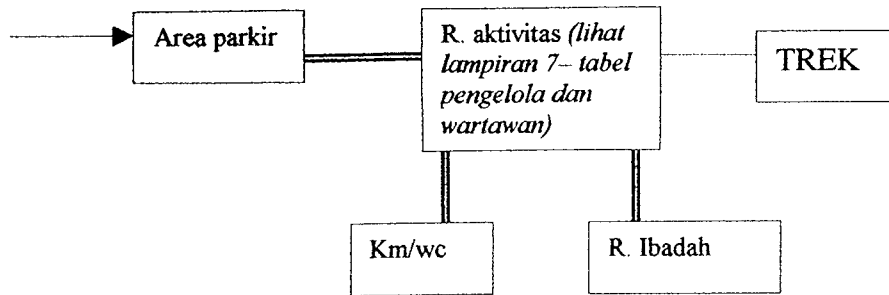 Area parkir
R. aktivitas (lihat
lampiran 7– tabel
pengelola dan
wartawan)
TREK
Km/wc
R. Ibadah